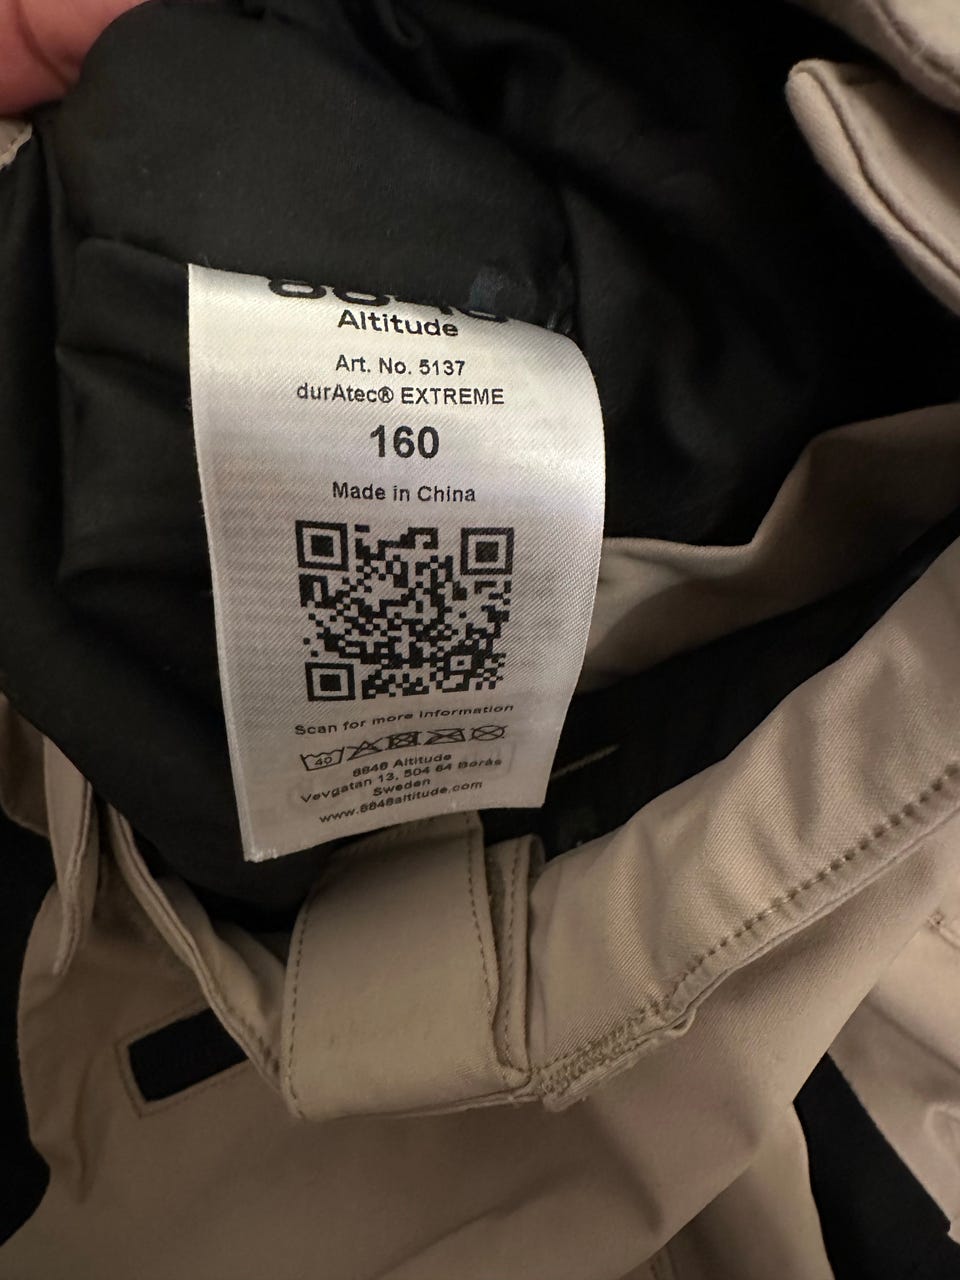 Altitude
Art. No. 5137
durAtec® EXTREME
160
Made in China
Scan for more information
40
8848 Altitude
Vevgatan 13, 504 64 Borås
Sweden
www.8848altitude.com